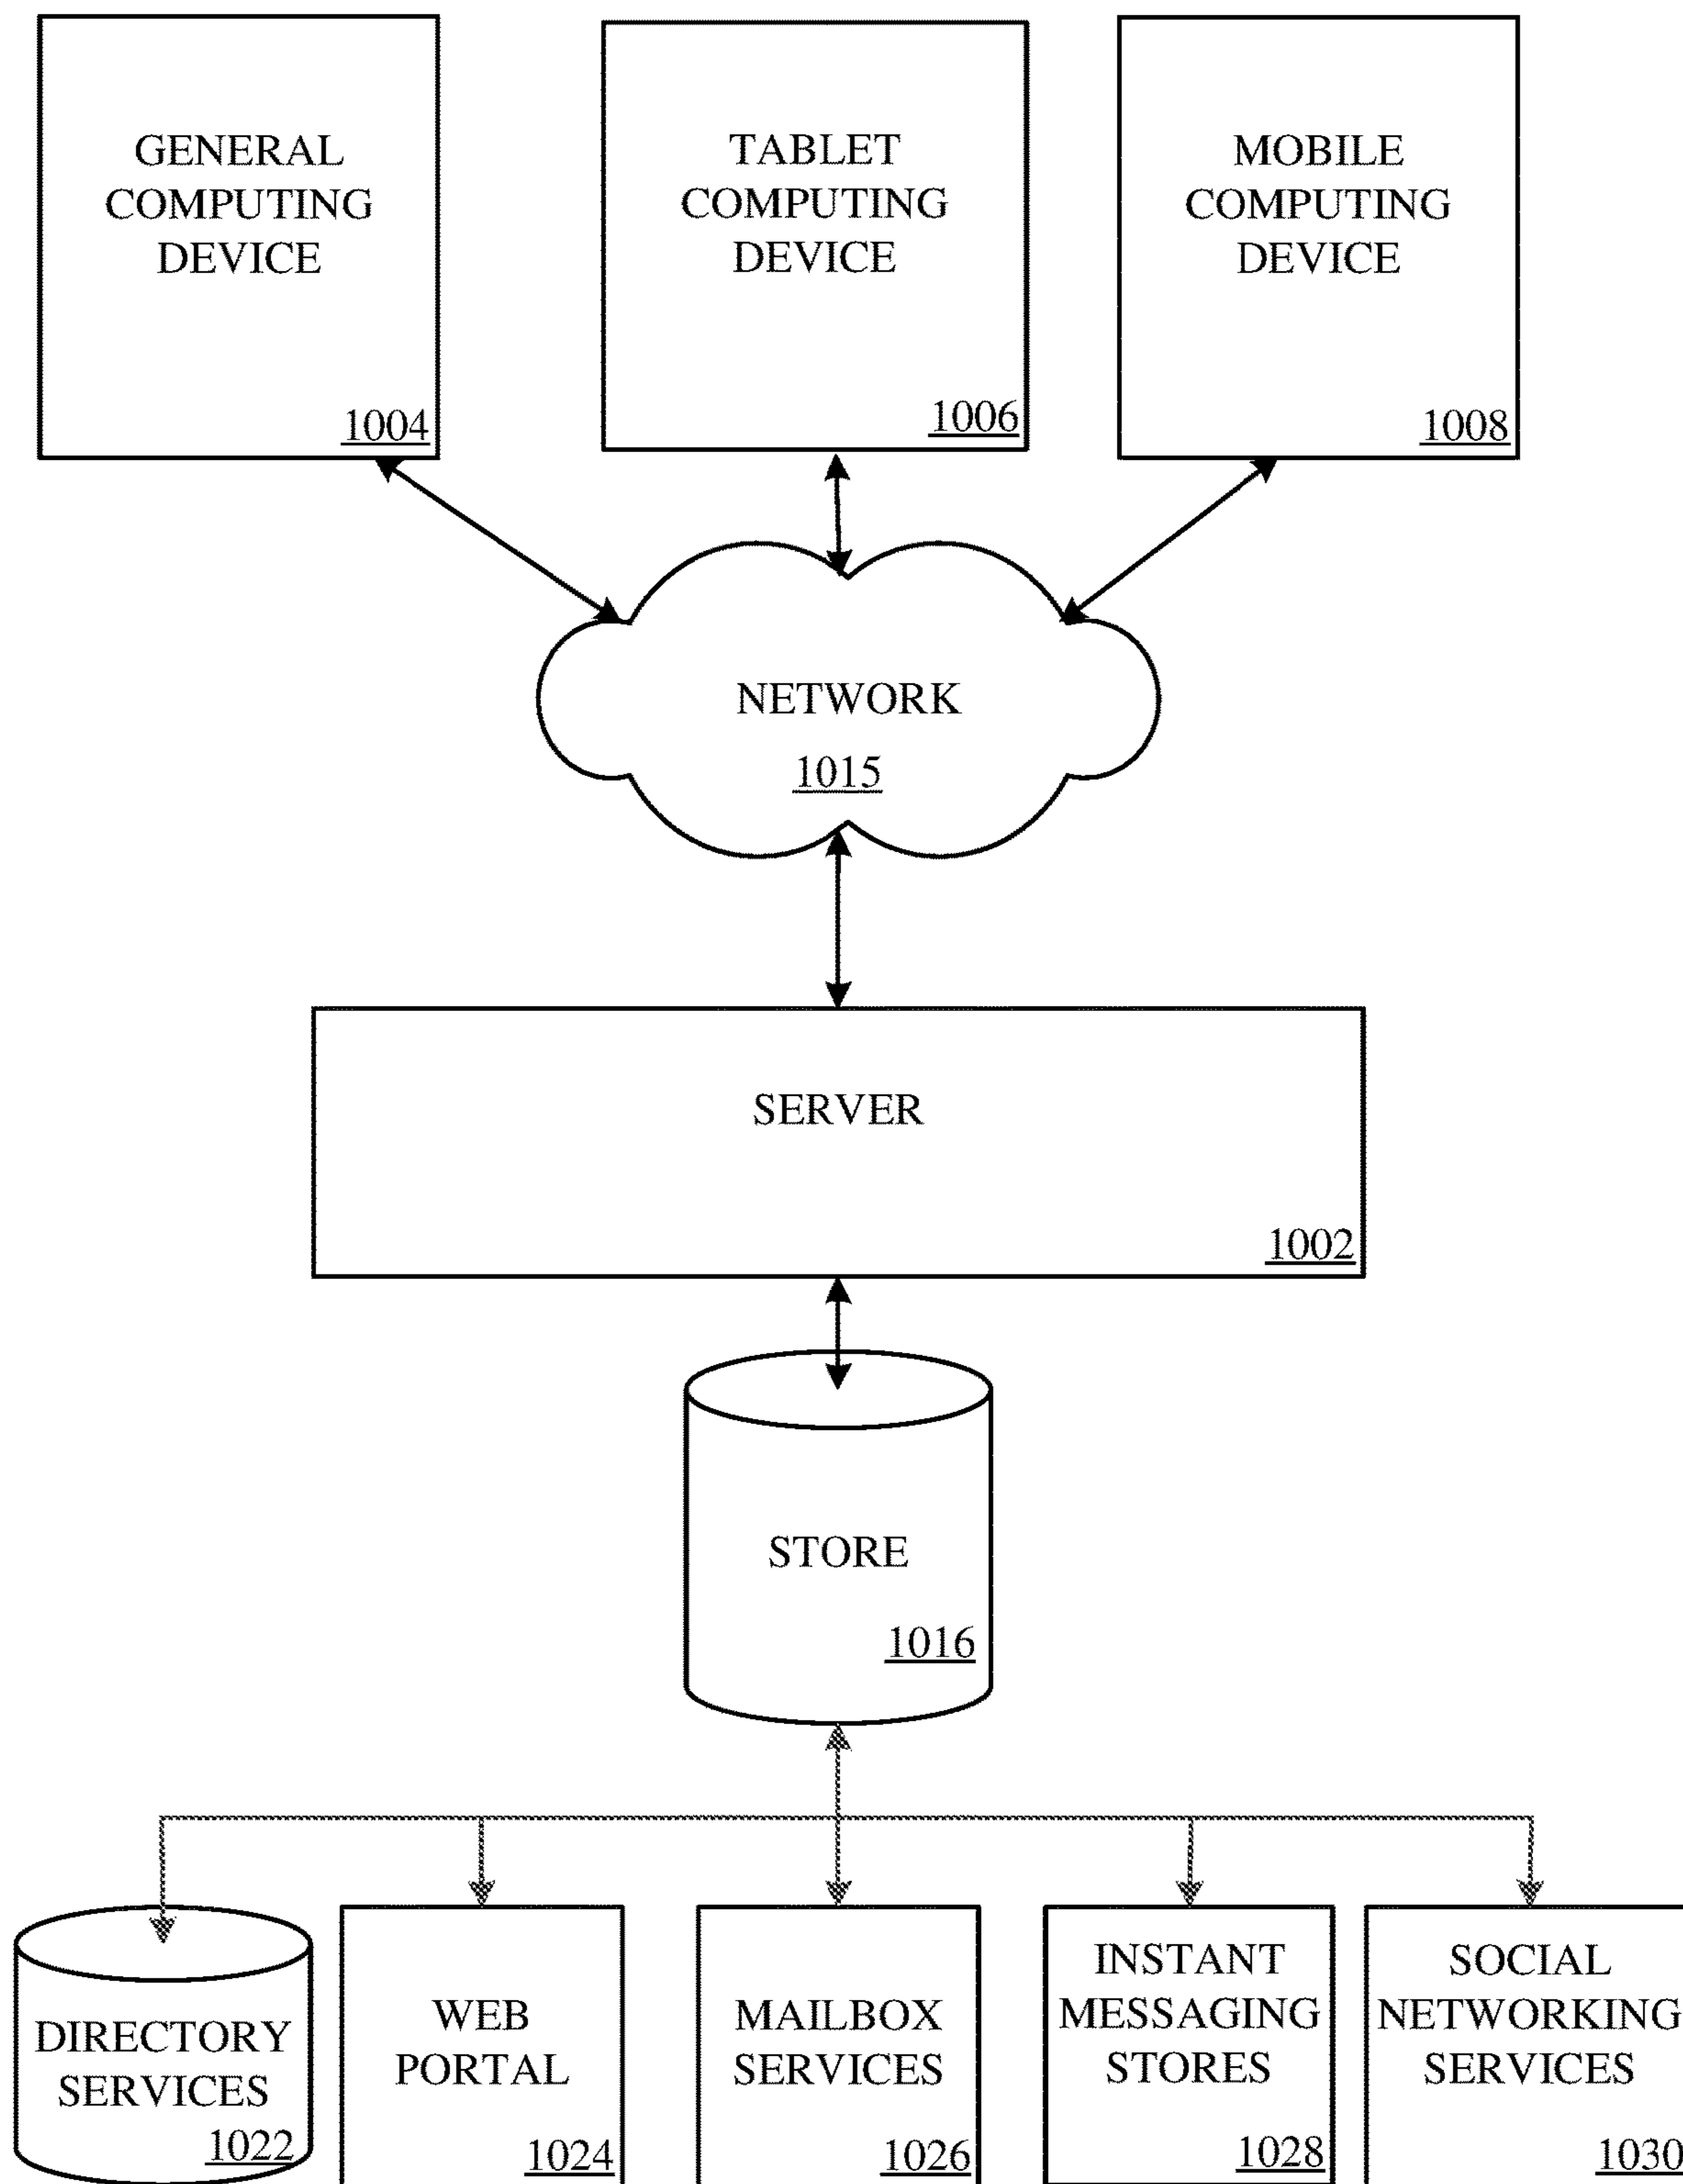 GENERAL
COMPUTING
DEVICE
1004
TABLET
COMPUTING
DEVICE
1006
MOBILE
COMPUTING
DEVICE
1008
NETWORK
1015
SERVER
1002
STORE
1016
DIRECTORY
SERVICES
1022
WEB
PORTAL
1024
MAILBOX
SERVICES
1026
INSTANT
MESSAGING
STORES
1028
SOCIAL
NETWORKING
SERVICES
1030